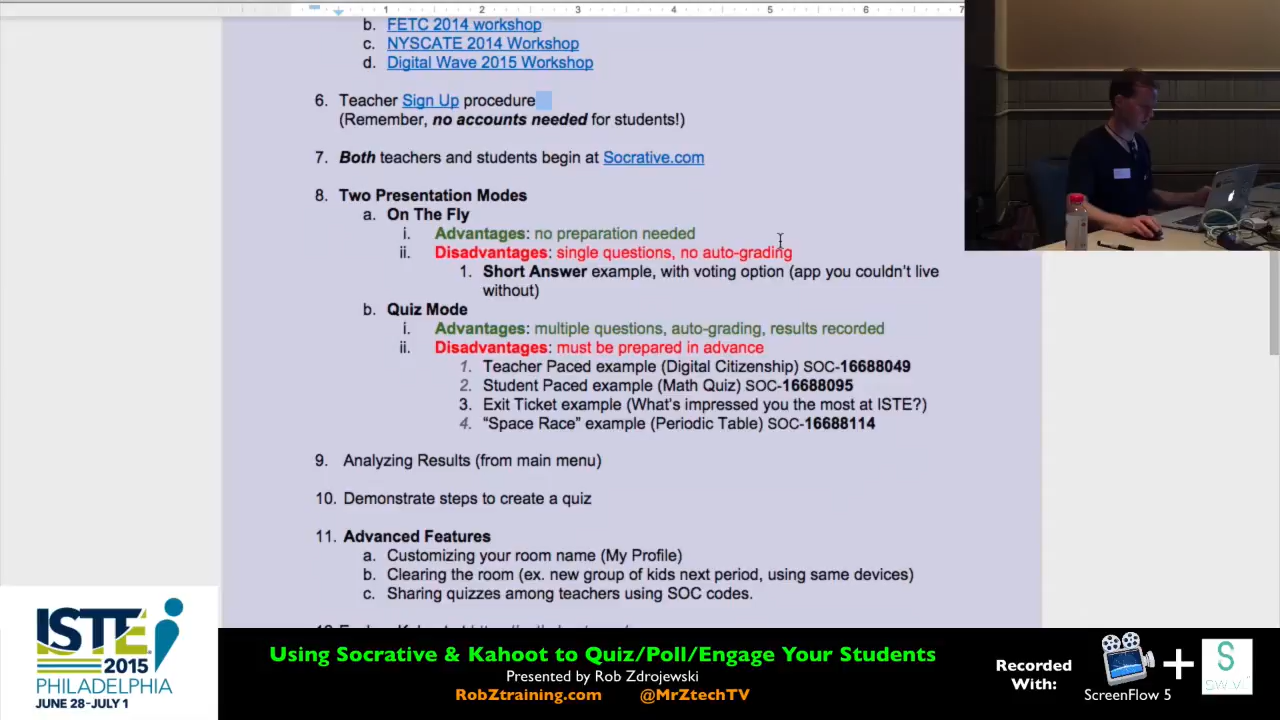 1 2 3 4 5 6 7
b. FETC 2014 workshop
c. NYSCATE 2014 Workshop
d. Digital Wave 2015 Workshop
6. Teacher Sign Up procedure
(Remember, no accounts needed for students!)
7. Both teachers and students begin at Socrative.com
8. Two Presentation Modes
a. On The Fly
i. Advantages: no preparation needed
ii. Disadvantages: single questions, no auto-grading
1. Short Answer example, with voting option (app you couldn't live
without)
b. Quiz Mode
i. Advantages: multiple questions, auto-grading, results recorded
ii. Disadvantages: must be prepared in advance
1. Teacher Paced example (Digital Citizenship) SOC-16688049
2. Student Paced example (Math Quiz) SOC-16688095
3. Exit Ticket example (What's impressed you the most at ISTE?)
4. “Space Race” example (Periodic Table) SOC-16688114
9. Analyzing Results (from main menu)
10. Demonstrate steps to create a quiz
11. Advanced Features
a. Customizing your room name (My Profile)
b. Clearing the room (ex. new group of kids next period, using same devices)
c. Sharing quizzes among teachers using SOC codes.
ISTE
2015
PHILADELPHIA
JUNE 28-JULY 1
Using Socrative & Kahoot to Quiz/Poll/Engage Your Students
Presented by Rob Zdrojewski
RobZtraining.com @MrZtechTV
Recorded
With:
ScreenFlow 5
S